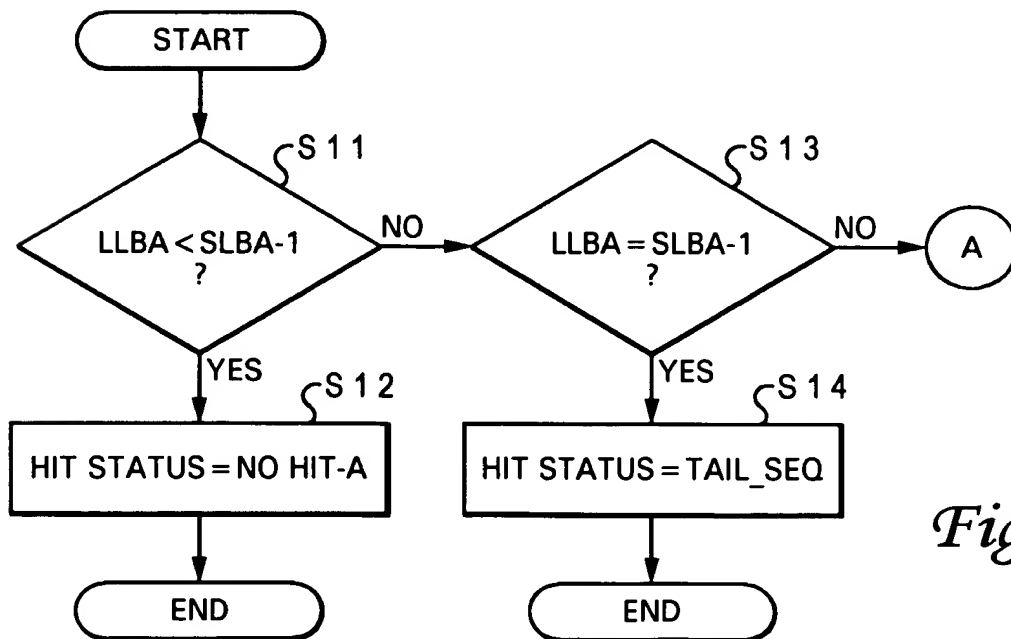 START
S11
LLBA < SLBA-1
?
NO
YES
S12
HIT STATUS = NO HIT-A
END
S13
LLBA = SLBA-1
?
NO
A
YES
S14
HIT STATUS = TAIL_SEQ
END
Fig